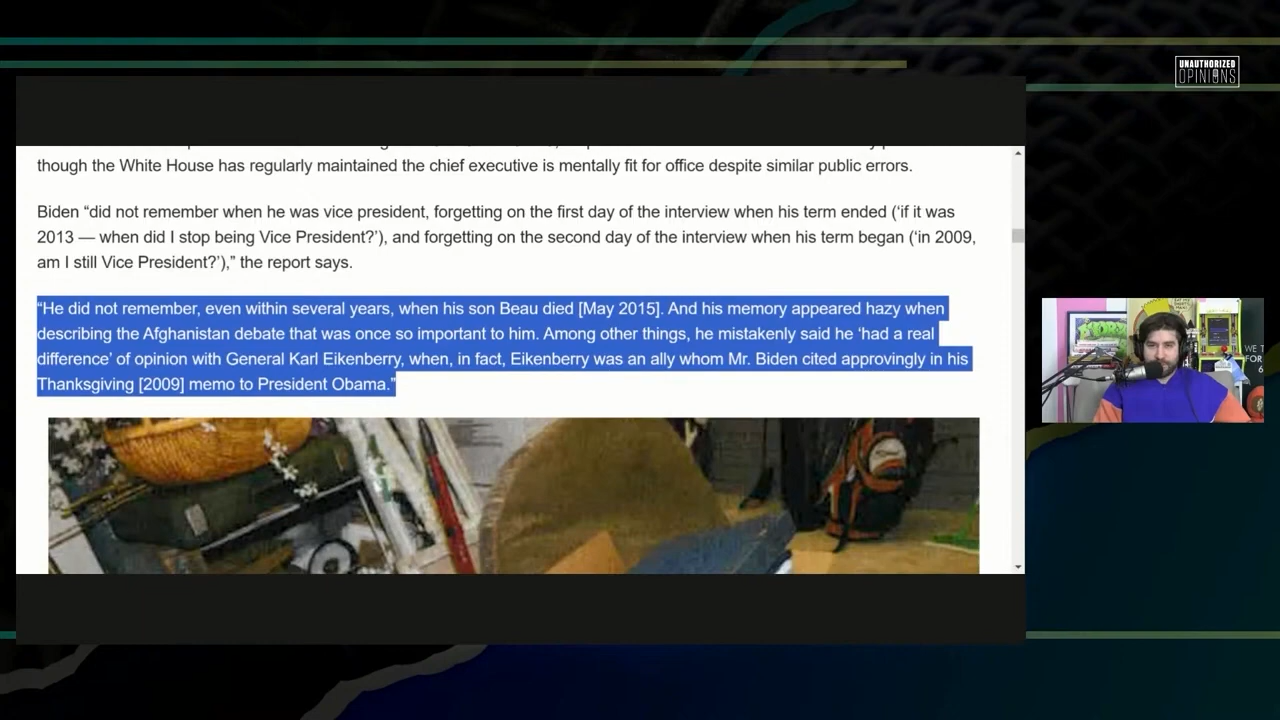 UNAUTHORIZED
OPINIONS
though the White House has regularly maintained the chief executive is mentally fit for office despite similar public errors.
Biden “did not remember when he was vice president, forgetting on the first day of the interview when his term ended (‘if it was
2013 — when did I stop being Vice President?’), and forgetting on the second day of the interview when his term began (‘in 2009,
am I still Vice President?’),” the report says.
“He did not remember, even within several years, when his son Beau died [May 2015]. And his memory appeared hazy when
describing the Afghanistan debate that was once so important to him. Among other things, he mistakenly said he ‘had a real
difference’ of opinion with General Karl Eikenberry, when, in fact, Eikenberry was an ally whom Mr. Biden cited approvingly in his
Thanksgiving [2009] memo to President Obama.”